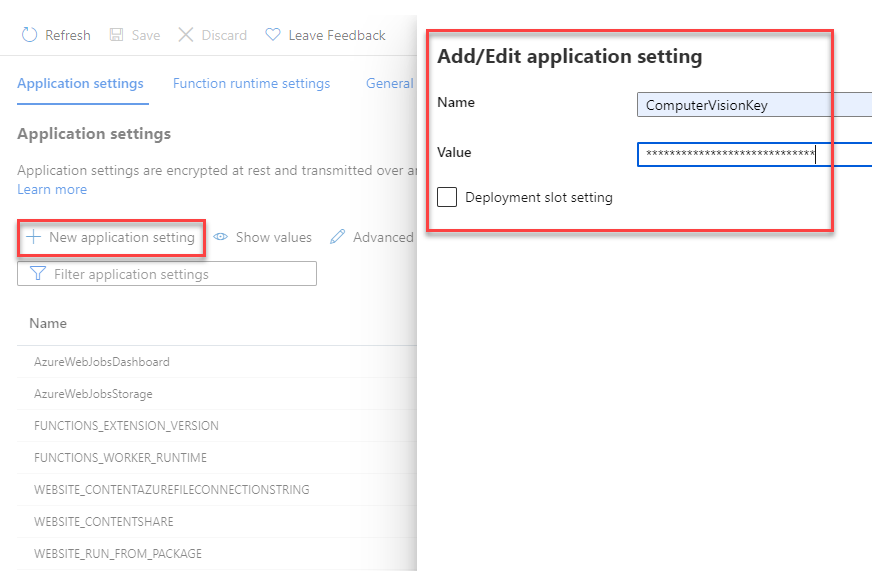 Refresh Save Discard Leave Feedback
Application settings Function runtime settings General
Application settings
Application settings are encrypted at rest and transmitted over
Learn more
New application setting Show values Advanced
Filter application settings
Name
AzureWebJobsDashboard
AzureWebJobsStorage
FUNCTIONS_EXTENSION_VERSION
FUNCTIONS_WORKER_RUNTIME
WEBSITE_CONTENTAZUREFILECONNECTIONSTRING
WEBSITE_CONTENTSHARE
WEBSITE_RUN_FROM_PACKAGE
Add/Edit application setting
Name ComputerVisionKey
Value *****************************
Deployment slot setting